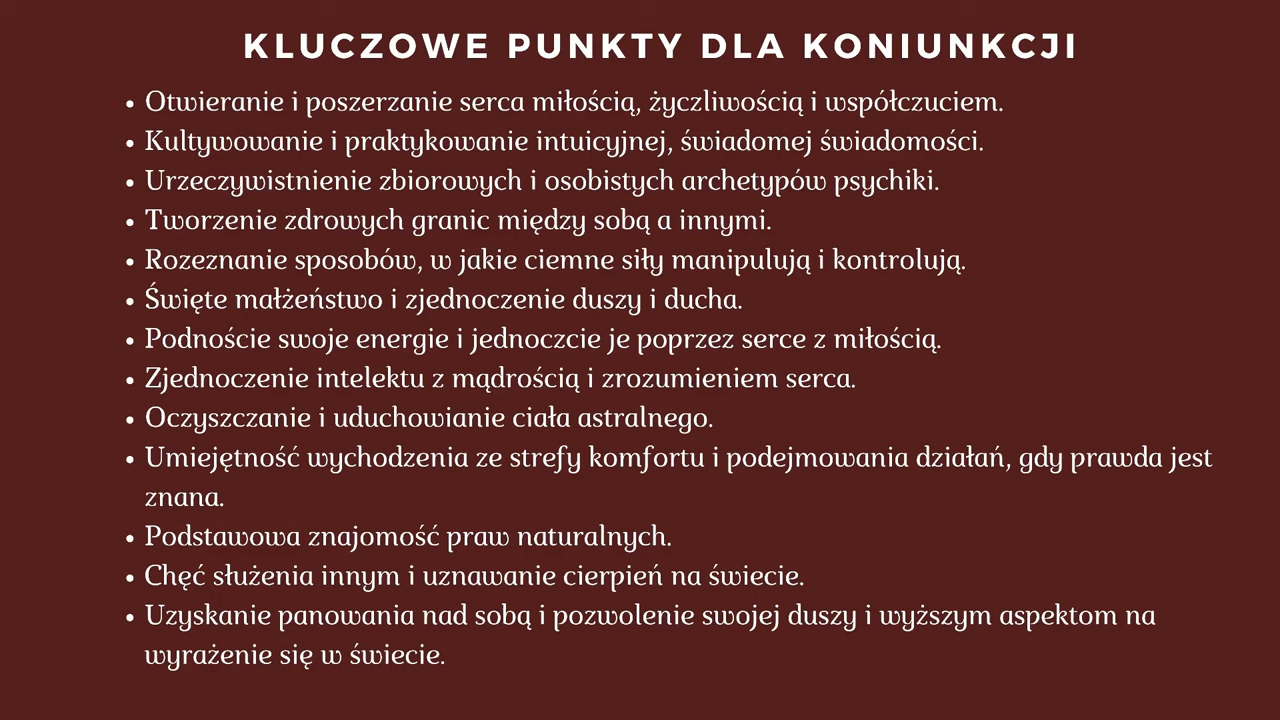 KLUCZOWE PUNKTY DLA KONIUNKCJI
• Otwieranie i poszerzanie serca miłością, życzliwością i współczuciem.
• Kultywowanie i praktykowanie intuicyjnej, świadomej świadomości.
• Urzeczywistnienie zbiorowych i osobistych archetypów psychiki.
• Tworzenie zdrowych granic między sobą a innymi.
• Rozeznanie sposobów, w jakie ciemne siły manipulują i kontrolują.
• Święte małżeństwo i zjednoczenie duszy i ducha.
• Podnoście swoje energie i jednoczcie je poprzez serce z miłością.
• Zjednoczenie intelektu z mądrością i zrozumieniem serca.
• Oczyszczanie i uduchowianie ciała astralnego.
• Umiejętność wychodzenia ze strefy komfortu i podejmowania działań, gdy prawda jest
znana.
• Podstawowa znajomość praw naturalnych.
• Chęć służenia innym i uznawanie cierpień na świecie.
• Uzyskanie panowania nad sobą i pozwolenie swojej duszy i wyższym aspektom na
wyrażenie się w świecie.